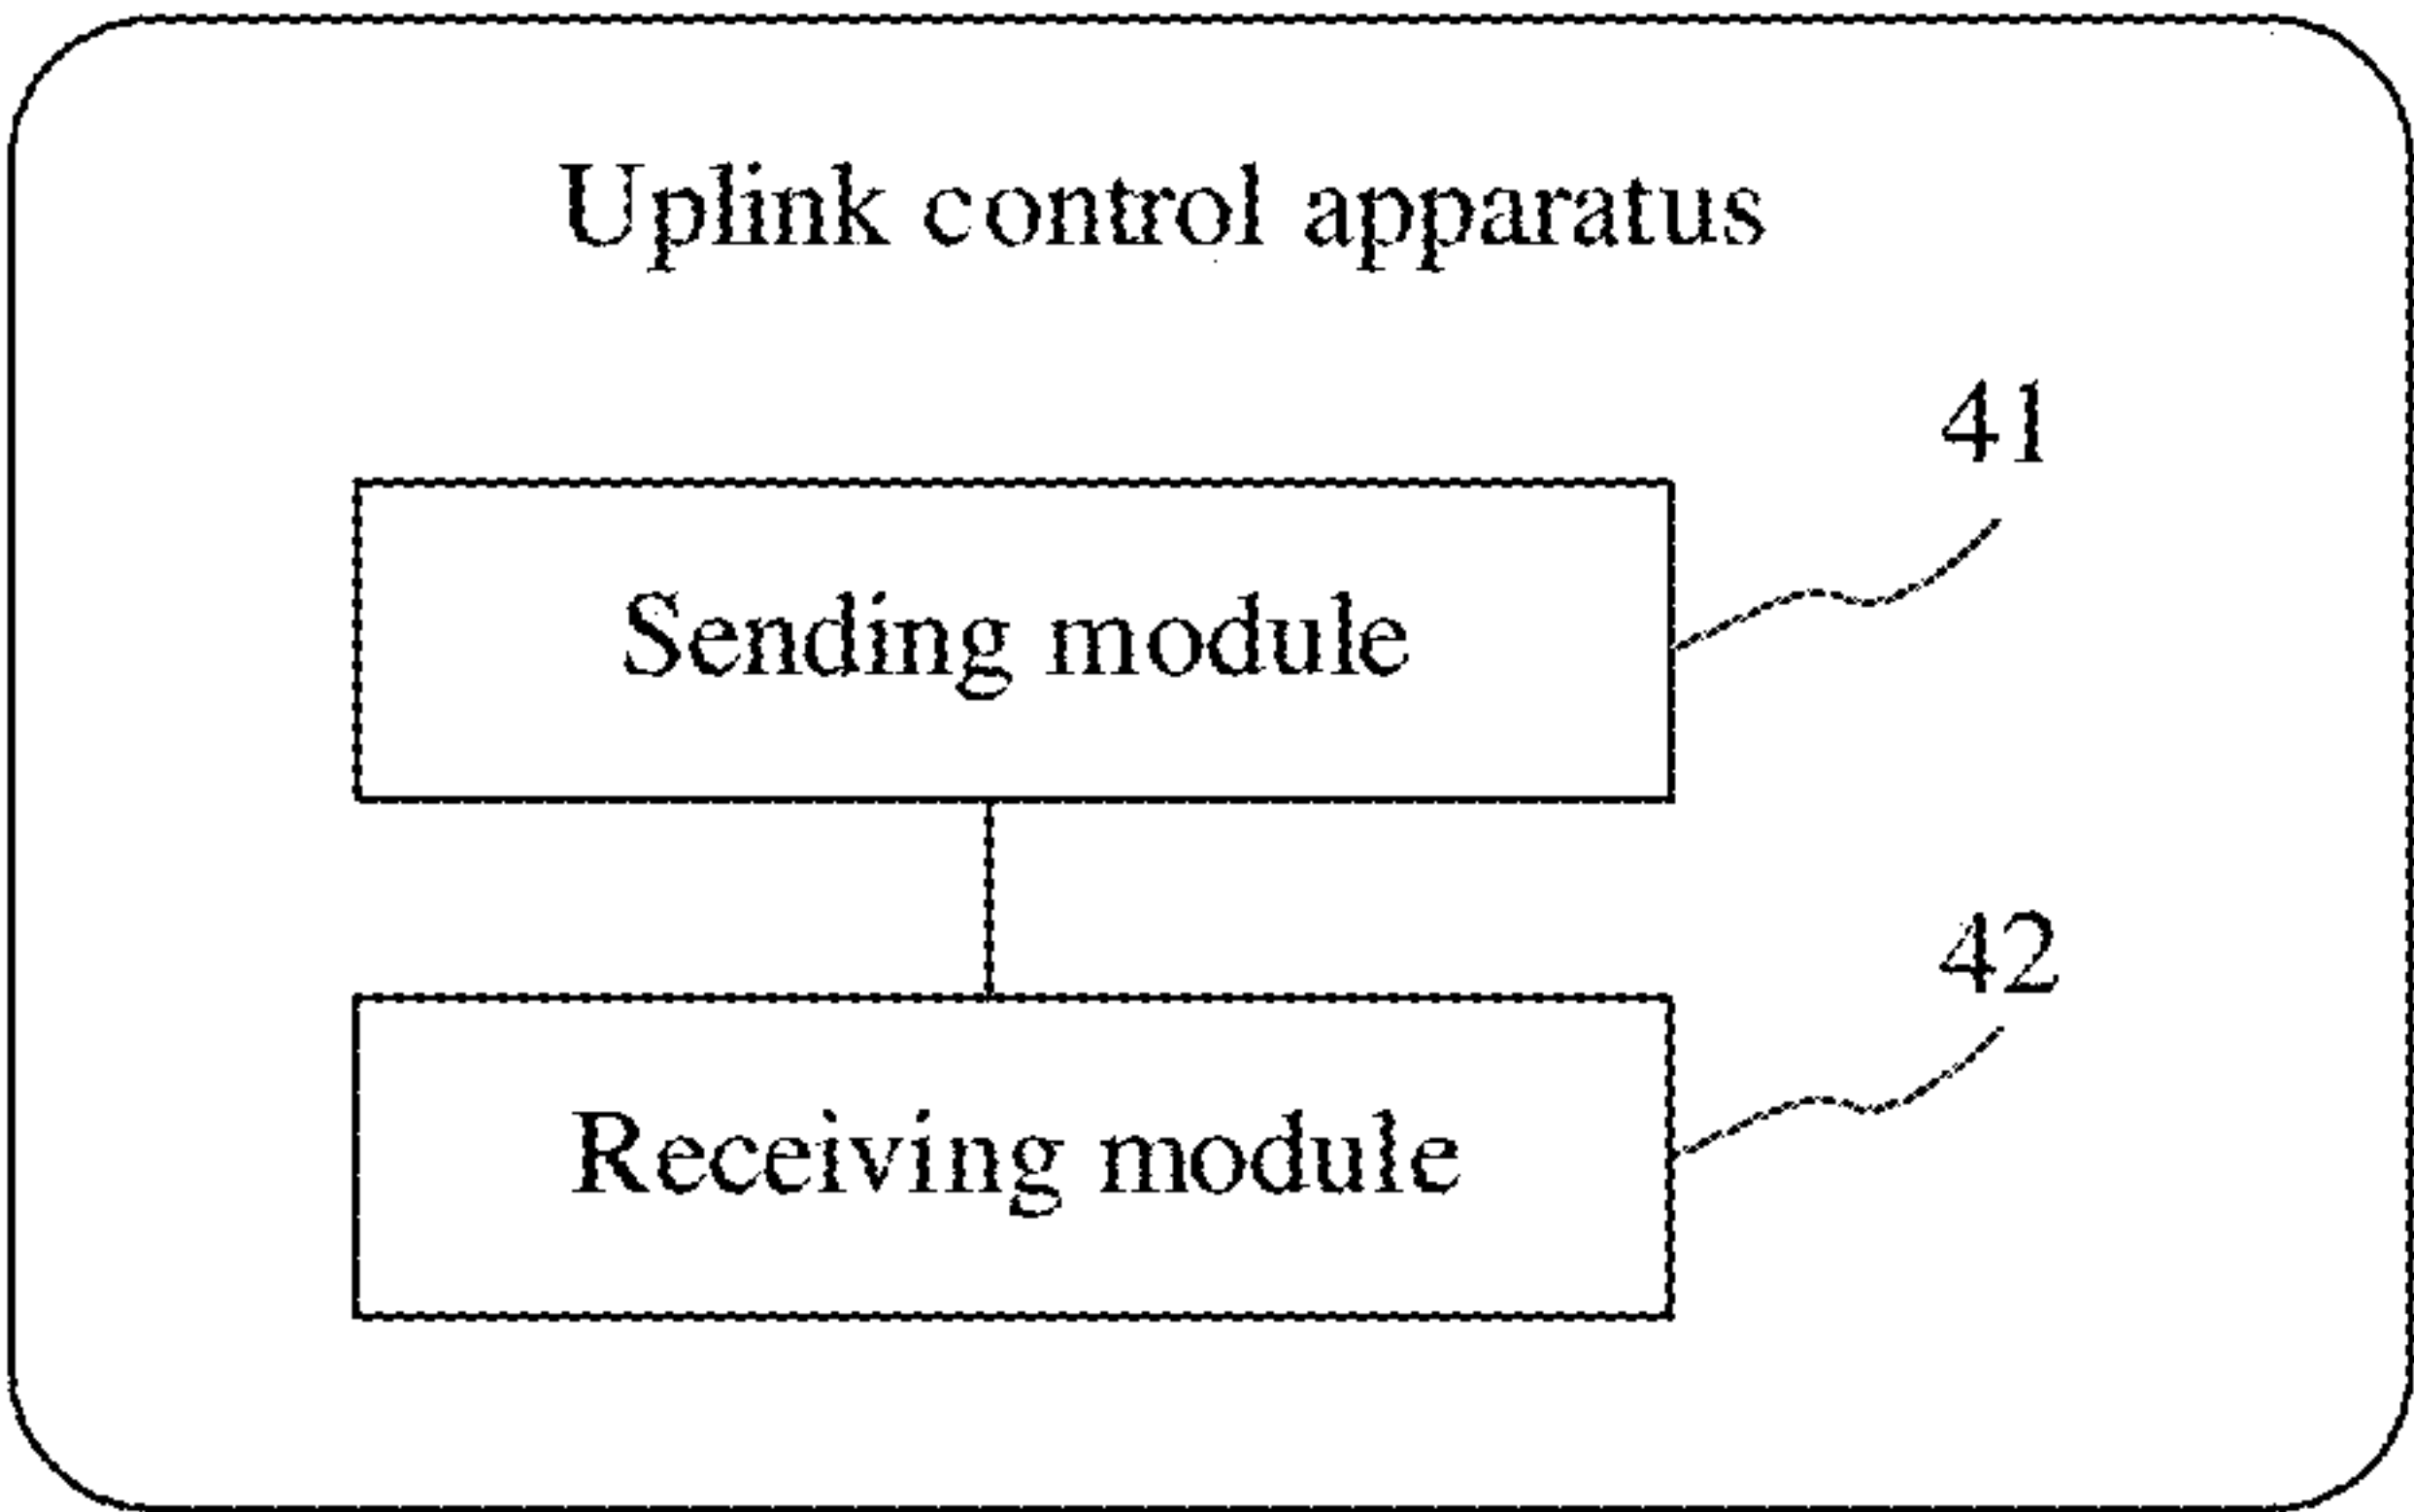 Uplink control apparatus
41
Sending module
42
Receiving module